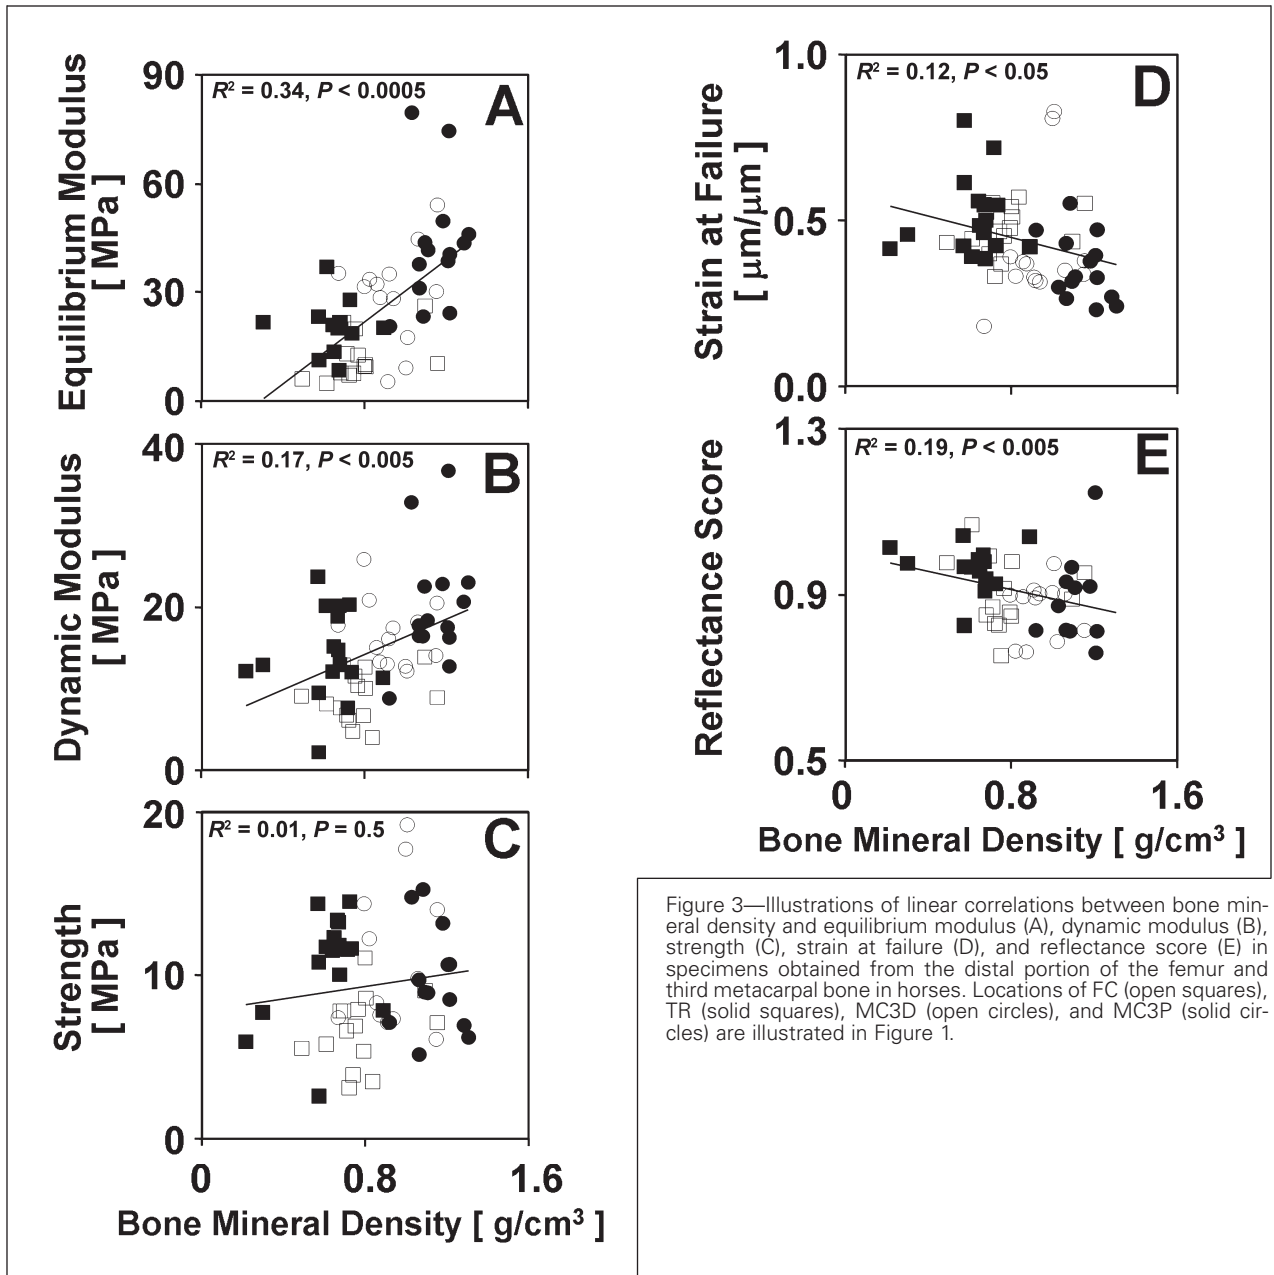 90
60
30
0
Equilibrium Modulus
[ MPa ]
R² = 0.34, P < 0.0005
A
40
20
0
Dynamic Modulus
[ MPa ]
R² = 0.17, P < 0.005
B
20
10
0
Strength
[ MPa ]
R² = 0.01, P = 0.5
C
0 0.8 1.6
Bone Mineral Density [ g/cm³ ]
1.0
0.5
0.0
Strain at Failure
[ μm/μm ]
R² = 0.12, P < 0.05
D
1.3
0.9
0.5
Reflectance Score
R² = 0.19, P < 0.005
E
0 0.8 1.6
Bone Mineral Density [ g/cm³ ]
Figure 3—Illustrations of linear correlations between bone min-
eral density and equilibrium modulus (A), dynamic modulus (B),
strength (C), strain at failure (D), and reflectance score (E) in
specimens obtained from the distal portion of the femur and
third metacarpal bone in horses. Locations of FC (open squares),
TR (solid squares), MC3D (open circles), and MC3P (solid cir-
cles) are illustrated in Figure 1.